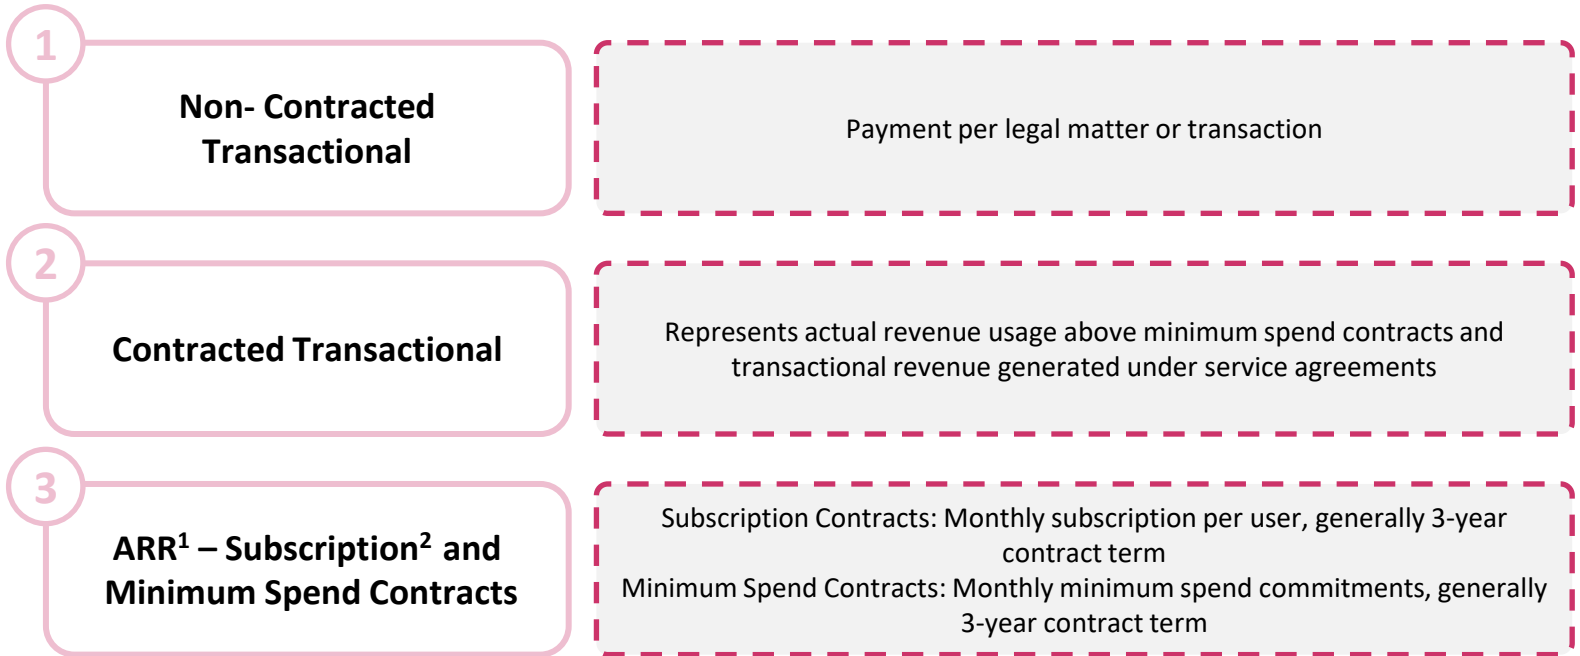 1
Non- Contracted
Transactional
Payment per legal matter or transaction
2
Contracted Transactional
Represents actual revenue usage above minimum spend contracts and
transactional revenue generated under service agreements
3
ARR¹ – Subscription² and
Minimum Spend Contracts
Subscription Contracts: Monthly subscription per user, generally 3-year
contract term
Minimum Spend Contracts: Monthly minimum spend commitments, generally
3-year contract term